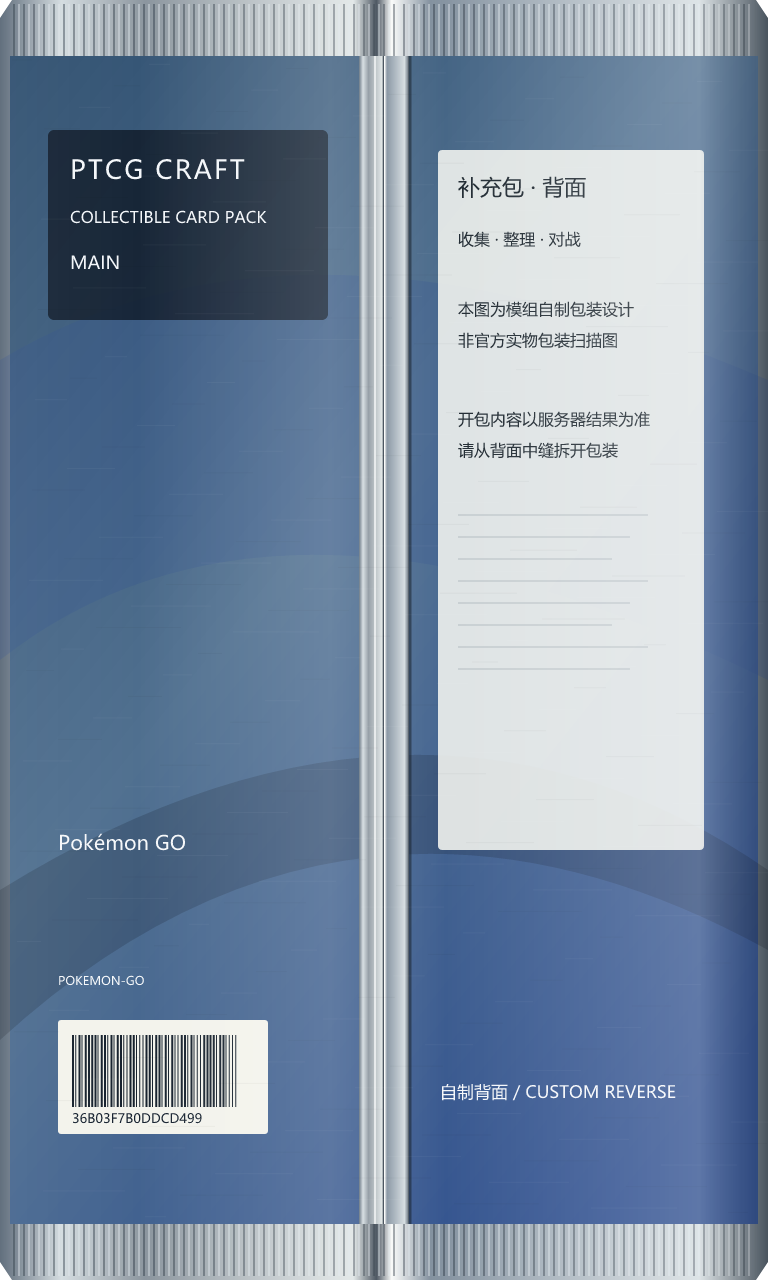 PTCG CRAFT
COLLECTIBLE CARD PACK
MAIN
Pokémon GO
POKEMON-GO
36B03F7B0DDCD499
补充包 · 背面
收集 · 整理 · 对战
本图为模组自制包装设计
非官方实物包装扫描图
开包内容以服务器结果为准
请从背面中缝拆开包装
自制背面 / CUSTOM REVERSE